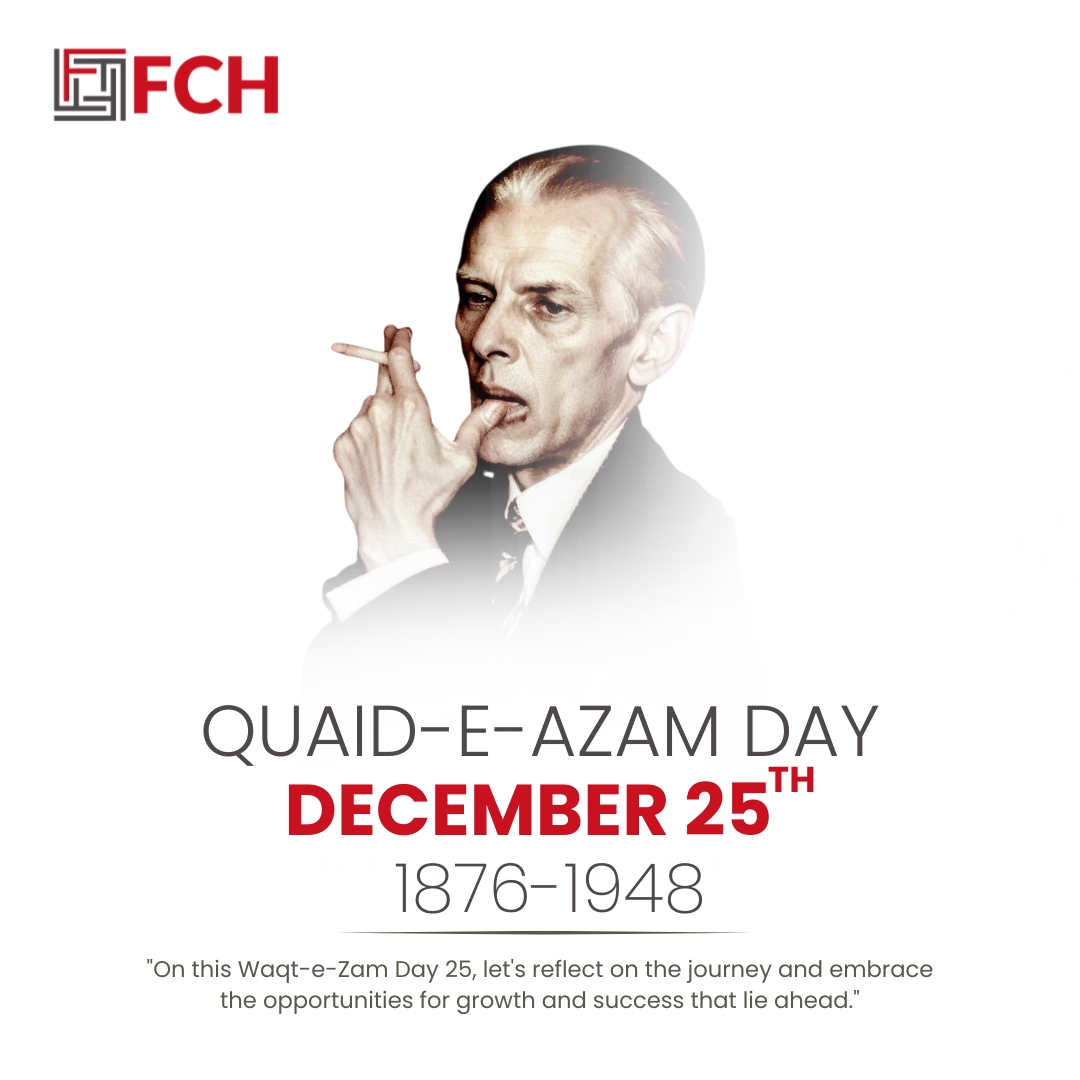 FCH
QUAID-E-AZAM DAY
DECEMBER 25TH
1876-1948
"On this Waqt-e-Zam Day 25, let's reflect on the journey and embrace
the opportunities for growth and success that lie ahead."